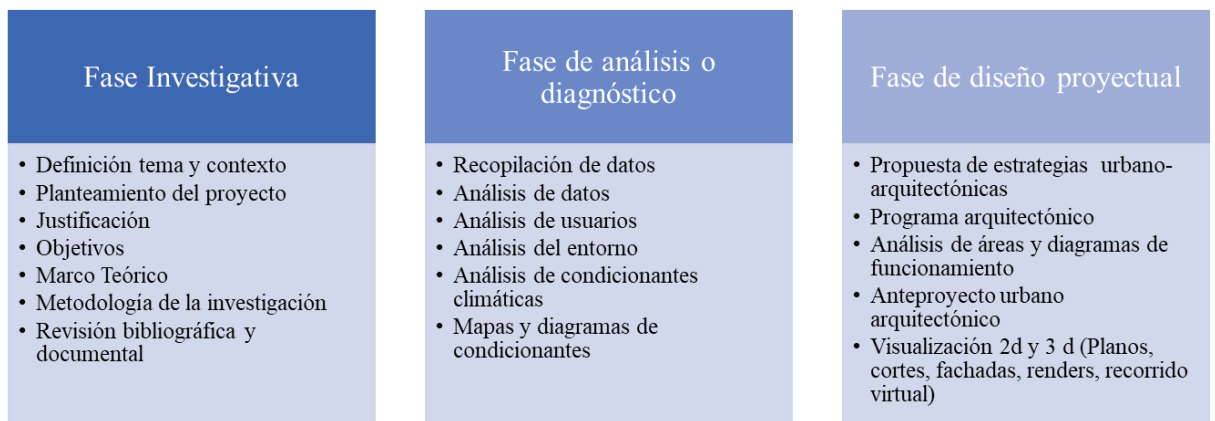 Fase Investigativa
• Definición tema y contexto
• Planteamiento del proyecto
• Justificación
• Objetivos
• Marco Teórico
• Metodología de la investigación
• Revisión bibliográfica y
documental
Fase de análisis o
diagnóstico
• Recopilación de datos
• Análisis de datos
• Análisis de usuarios
• Análisis del entorno
• Análisis de condicionantes
climáticas
• Mapas y diagramas de
condicionantes
Fase de diseño proyectual
• Propuesta de estrategias urbano-
arquitectónicas
• Programa arquitectónico
• Análisis de áreas y diagramas de
funcionamiento
• Anteproyecto urbano
arquitectónico
• Visualización 2d y 3 d (Planos,
cortes, fachadas, renders, recorrido
virtual)